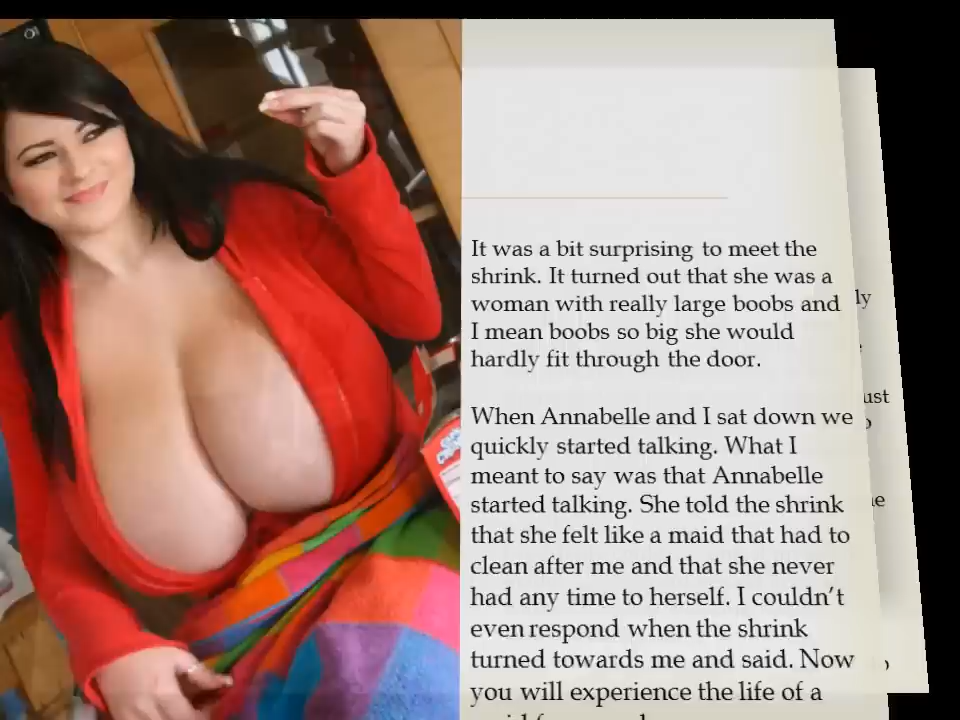 It was a bit surprising to meet the
shrink. It turned out that she was a
woman with really large boobs and
I mean boobs so big she would
hardly fit through the door.
When Annabelle and I sat down we
quickly started talking. What I
meant to say was that Annabelle
started talking. She told the shrink
that she felt like a maid that had to
clean after me and that she never
had any time to herself. I couldn't
even respond when the shrink
turned towards me and said. Now
you will experience the life of a
ly
ust